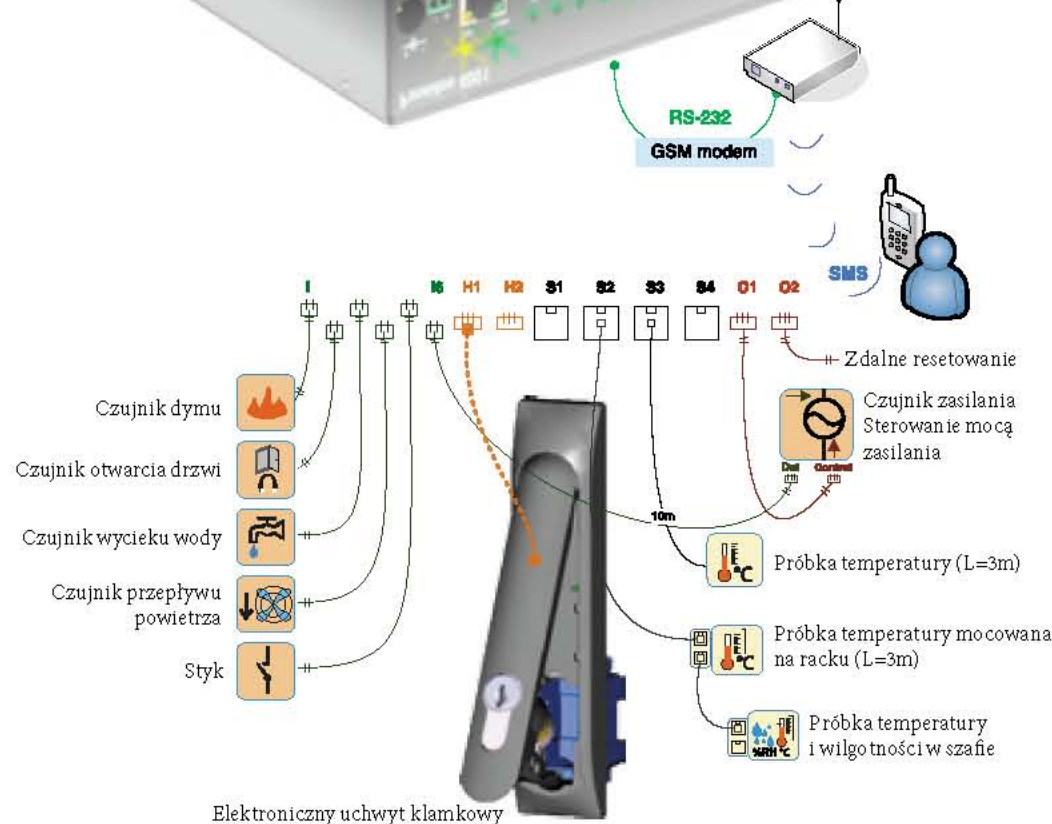 RS-232
GSM modem
SMS
I
I6
H1
H2
S1
S2
S3
S4
O1
O2
Zdalne resetowanie
Czujnik dymu
Czujnik zasilania
Sterowanie mocą
zasilania
Czujnik otwarcia drzwi
Det
Control
10m
Czujnik wycieku wody
°C
Próbka temperatury (L=3m)
Czujnik przepływu
powietrza
°C
Próbka temperatury mocowana
na racku (L=3m)
Styk
%RH °C
Próbka temperatury
i wilgotności w szafie
Elektroniczny uchwyt klamkowy